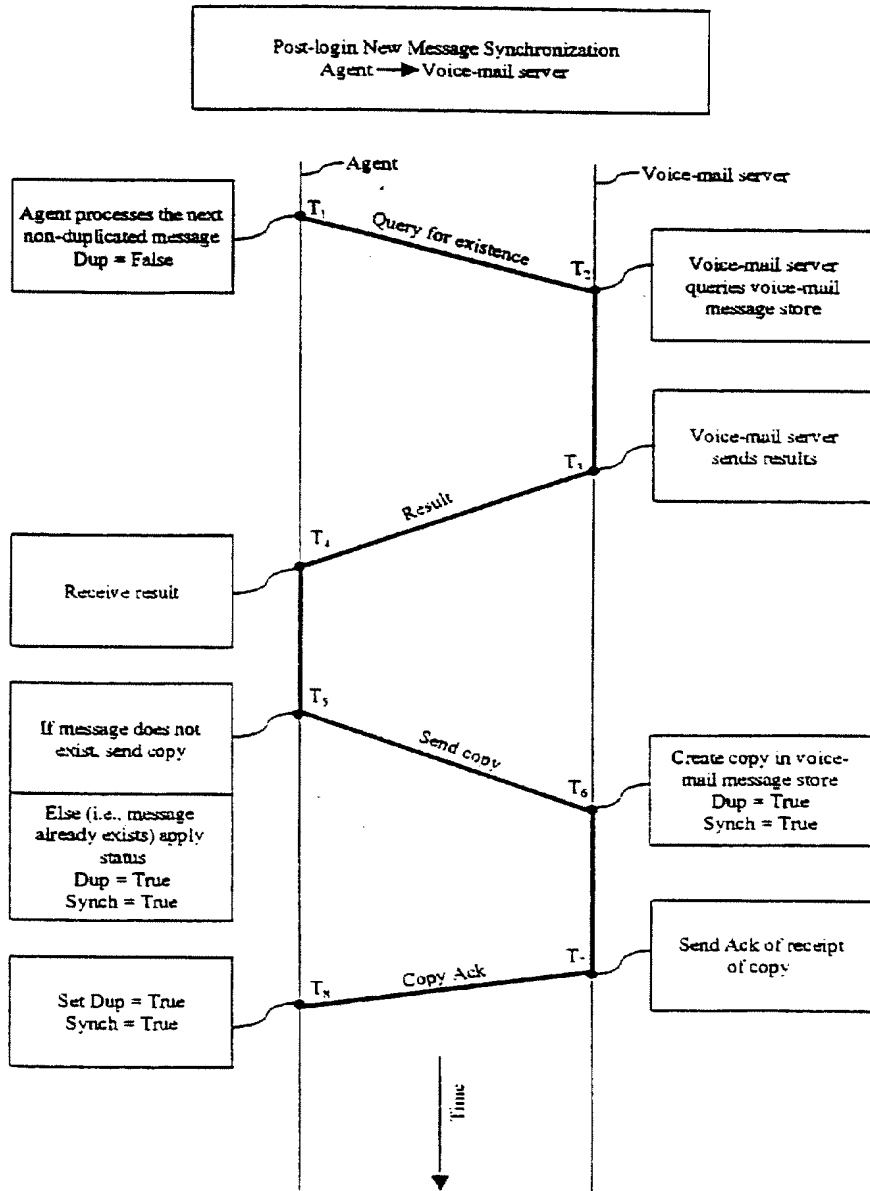 Post-login New Message Synchronization
Agent → Voice-mail server
Agent
Voice-mail server
Agent processes the next
non-duplicated message
Dup = False
T₁
Query for existence
T₂
Voice-mail server
queries voice-mail
message store
T₃
Voice-mail server
sends results
Result
T₄
Receive result
T₅
If message does not
exist, send copy
Send copy
T₆
Create copy in voice-
mail message store
Dup = True
Synch = True
Else (i.e., message
already exists) apply
status
Dup = True
Synch = True
T₇
Send Ack of receipt
of copy
Copy Ack
T₈
Set Dup = True
Synch = True
Time